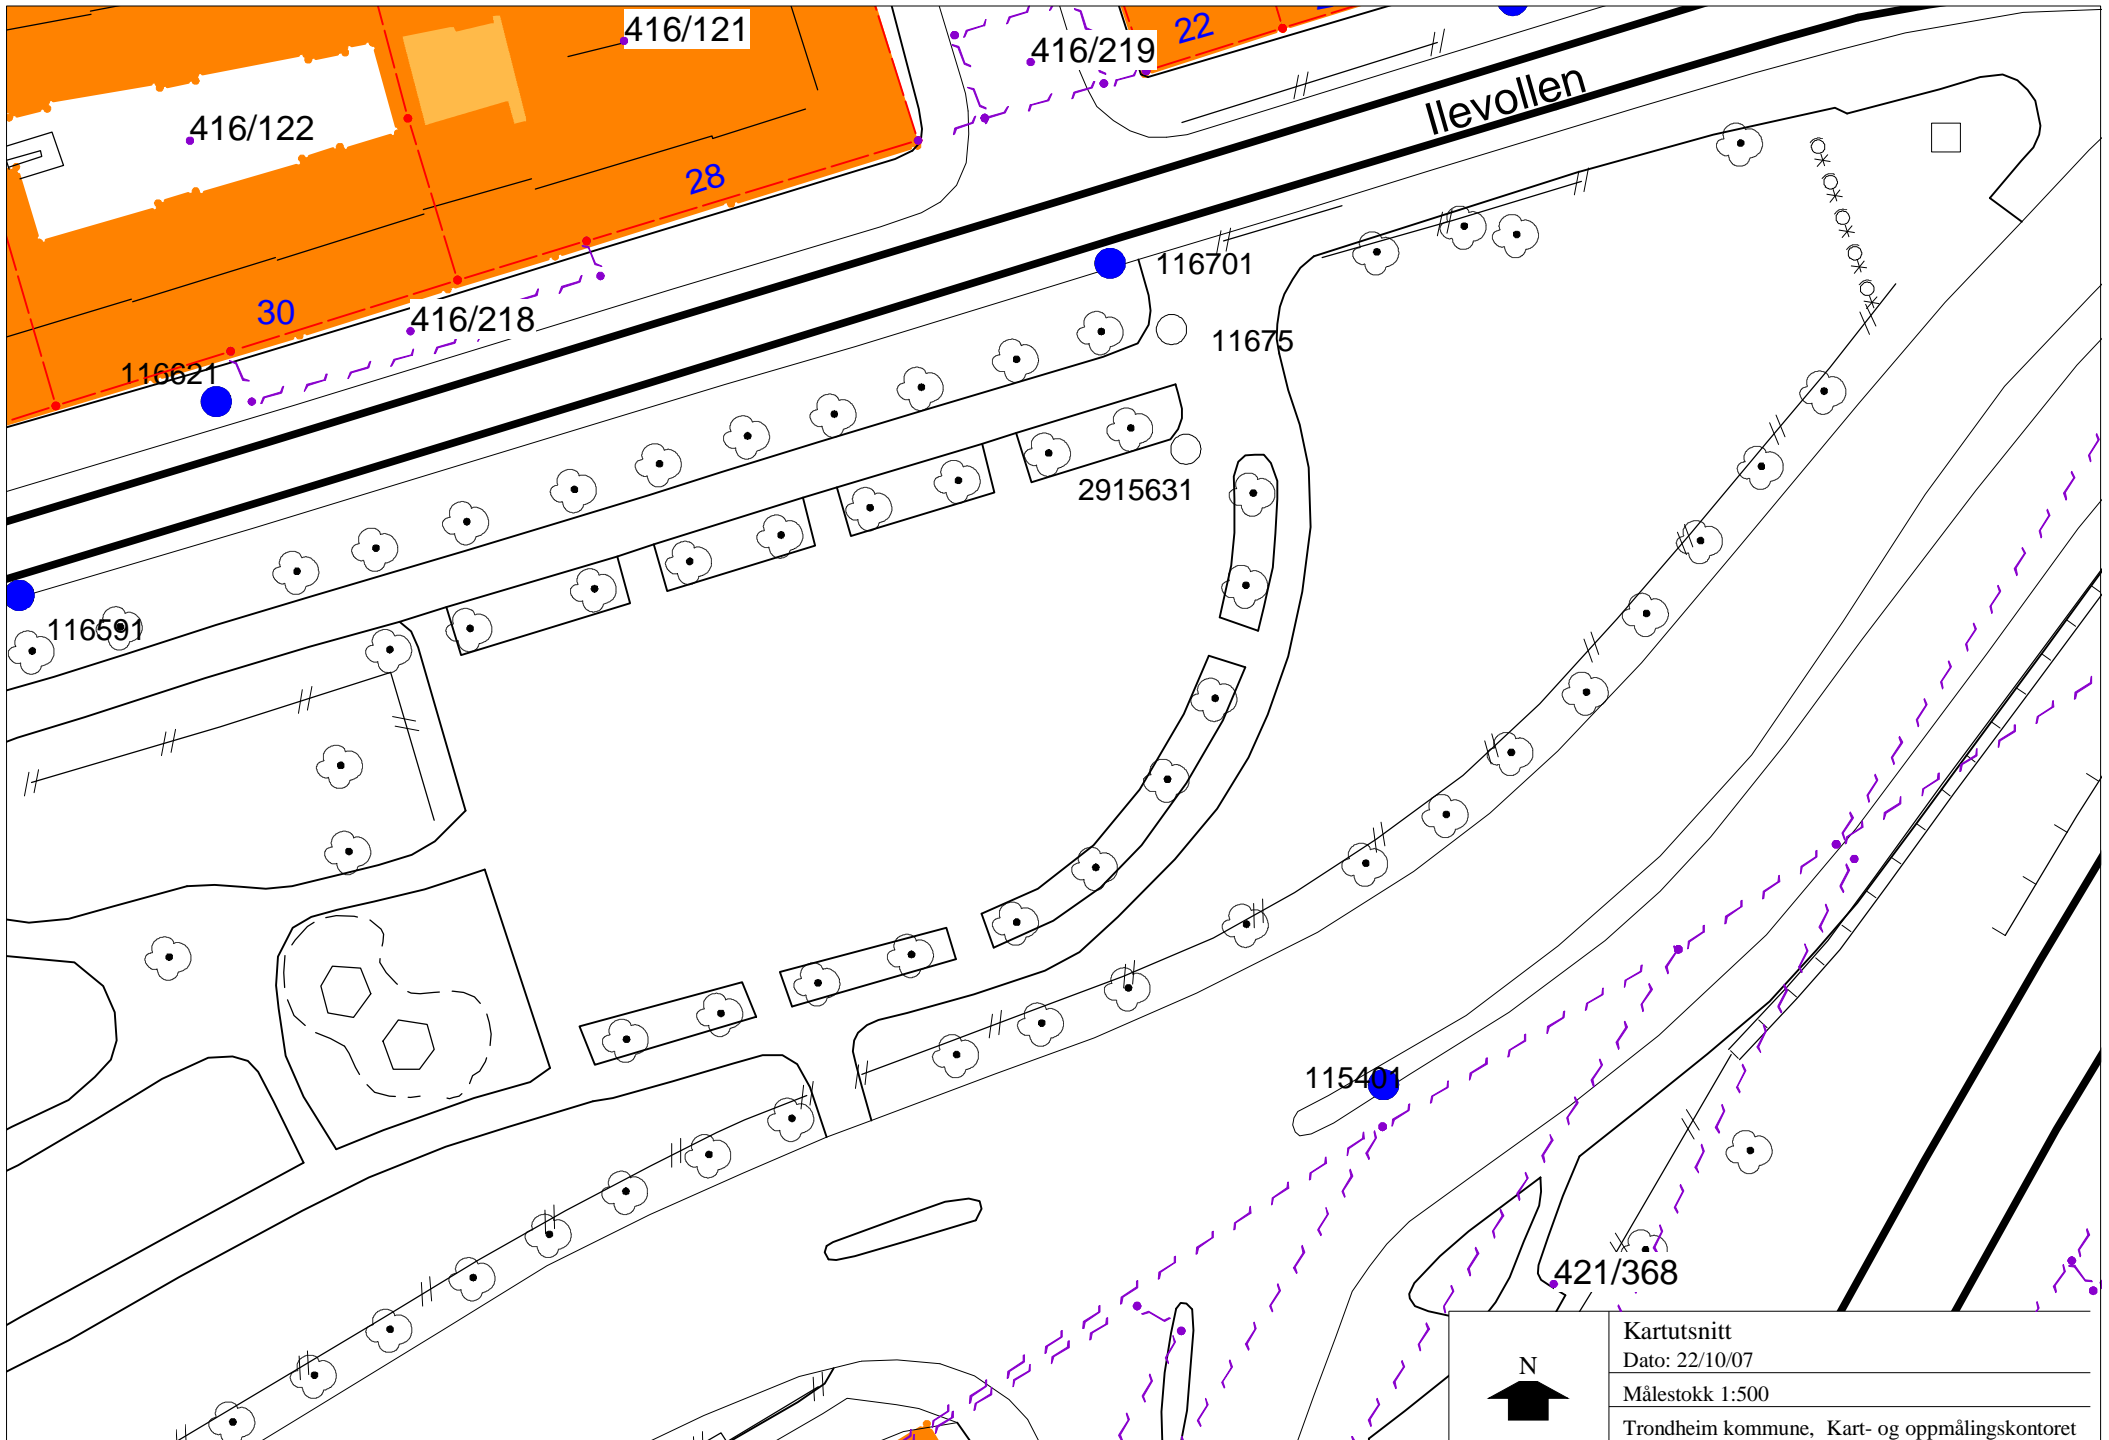 416/121
22
416/219
Ilevollen
416/122
28
116701
30
416/218
11675
116621
2915631
116591
115401
421/368
Kartutsnitt
N
Dato: 22/10/07
Målestokk 1:500
Trondheim kommune, Kart- og oppmålingskontoret